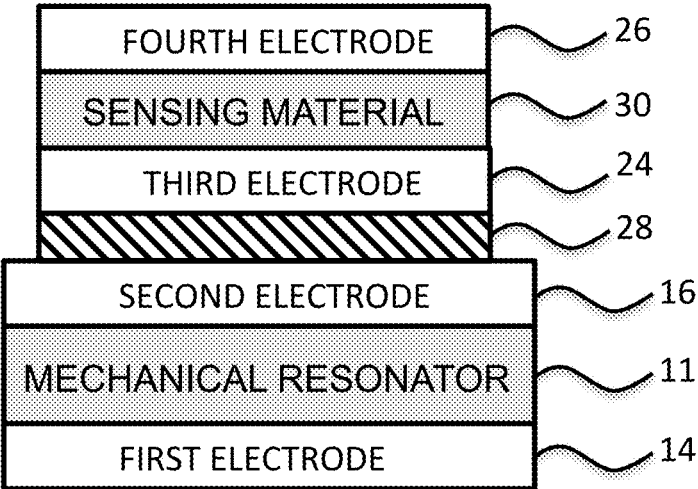 FOURTH ELECTRODE 26
SENSING MATERIAL 30
THIRD ELECTRODE 24
28
SECOND ELECTRODE 16
MECHANICAL RESONATOR 11
FIRST ELECTRODE 14